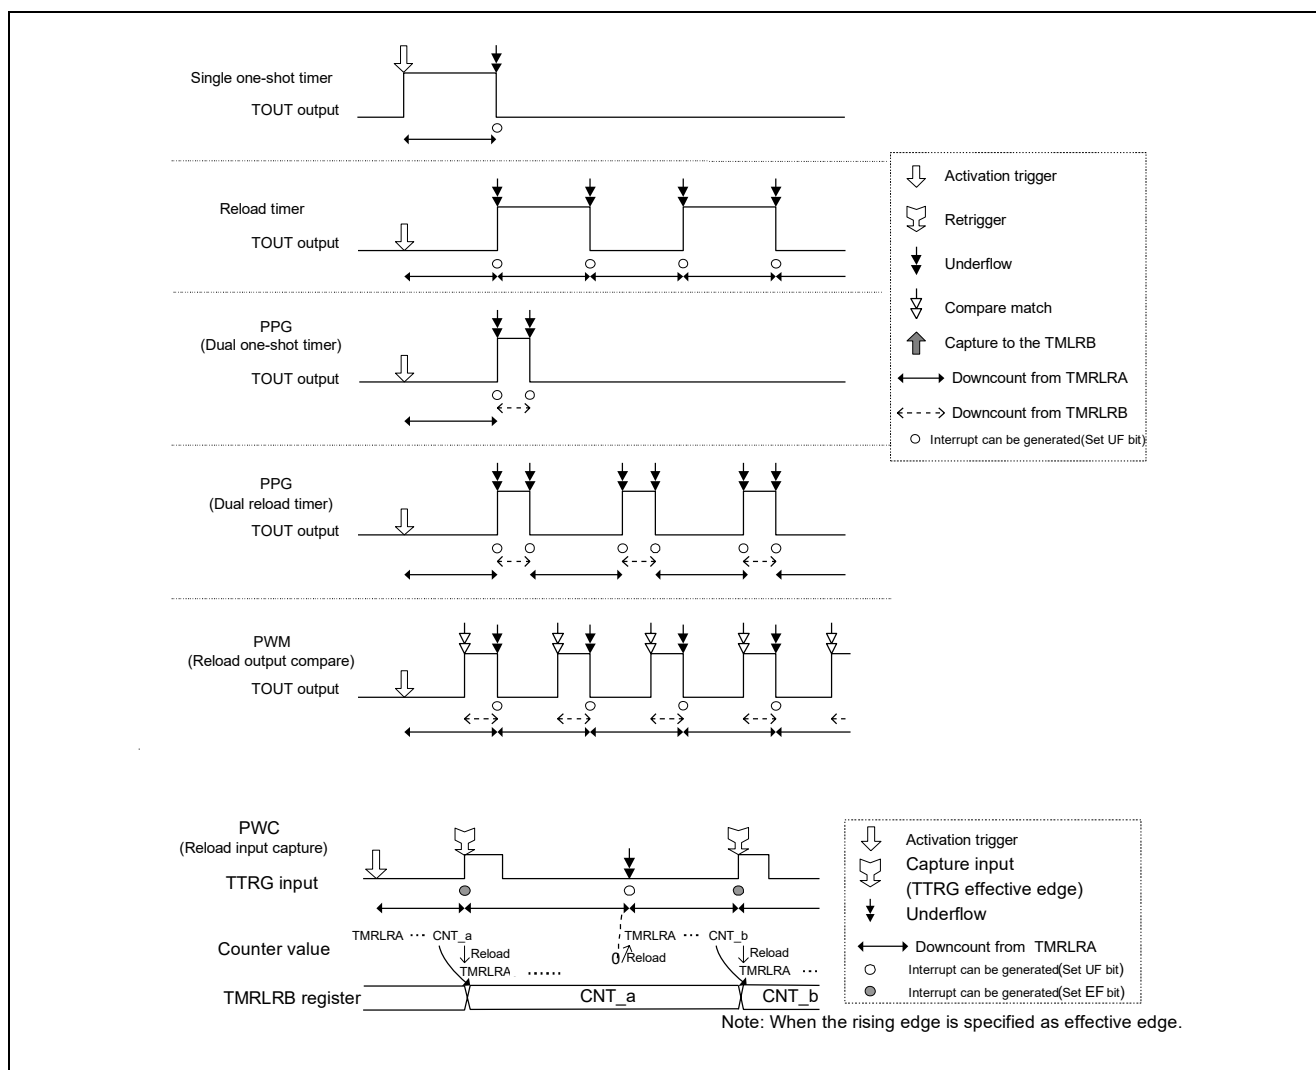 Single one-shot timer
TOUT output
Reload timer
TOUT output
PPG
(Dual one-shot timer)
TOUT output
PPG
(Dual reload timer)
TOUT output
PWM
(Reload output compare)
TOUT output
Activation trigger
Retrigger
Underflow
Compare match
Capture to the TMLRB
Downcount from TMRLRA
Downcount from TMRLRB
Interrupt can be generated(Set UF bit)
PWC
(Reload input capture)
TTRG input
Counter value
TMRLRA ··· CNT_a
Reload
TMRLRA ······
0
Reload
TMRLRA ··· CNT_b
Reload
TMRLRA ···
TMRLRB register
CNT_a
CNT_b
Activation trigger
Capture input
(TTRG effective edge)
Underflow
Downcount from TMRLRA
Interrupt can be generated(Set UF bit)
Interrupt can be generated(Set EF bit)
Note: When the rising edge is specified as effective edge.